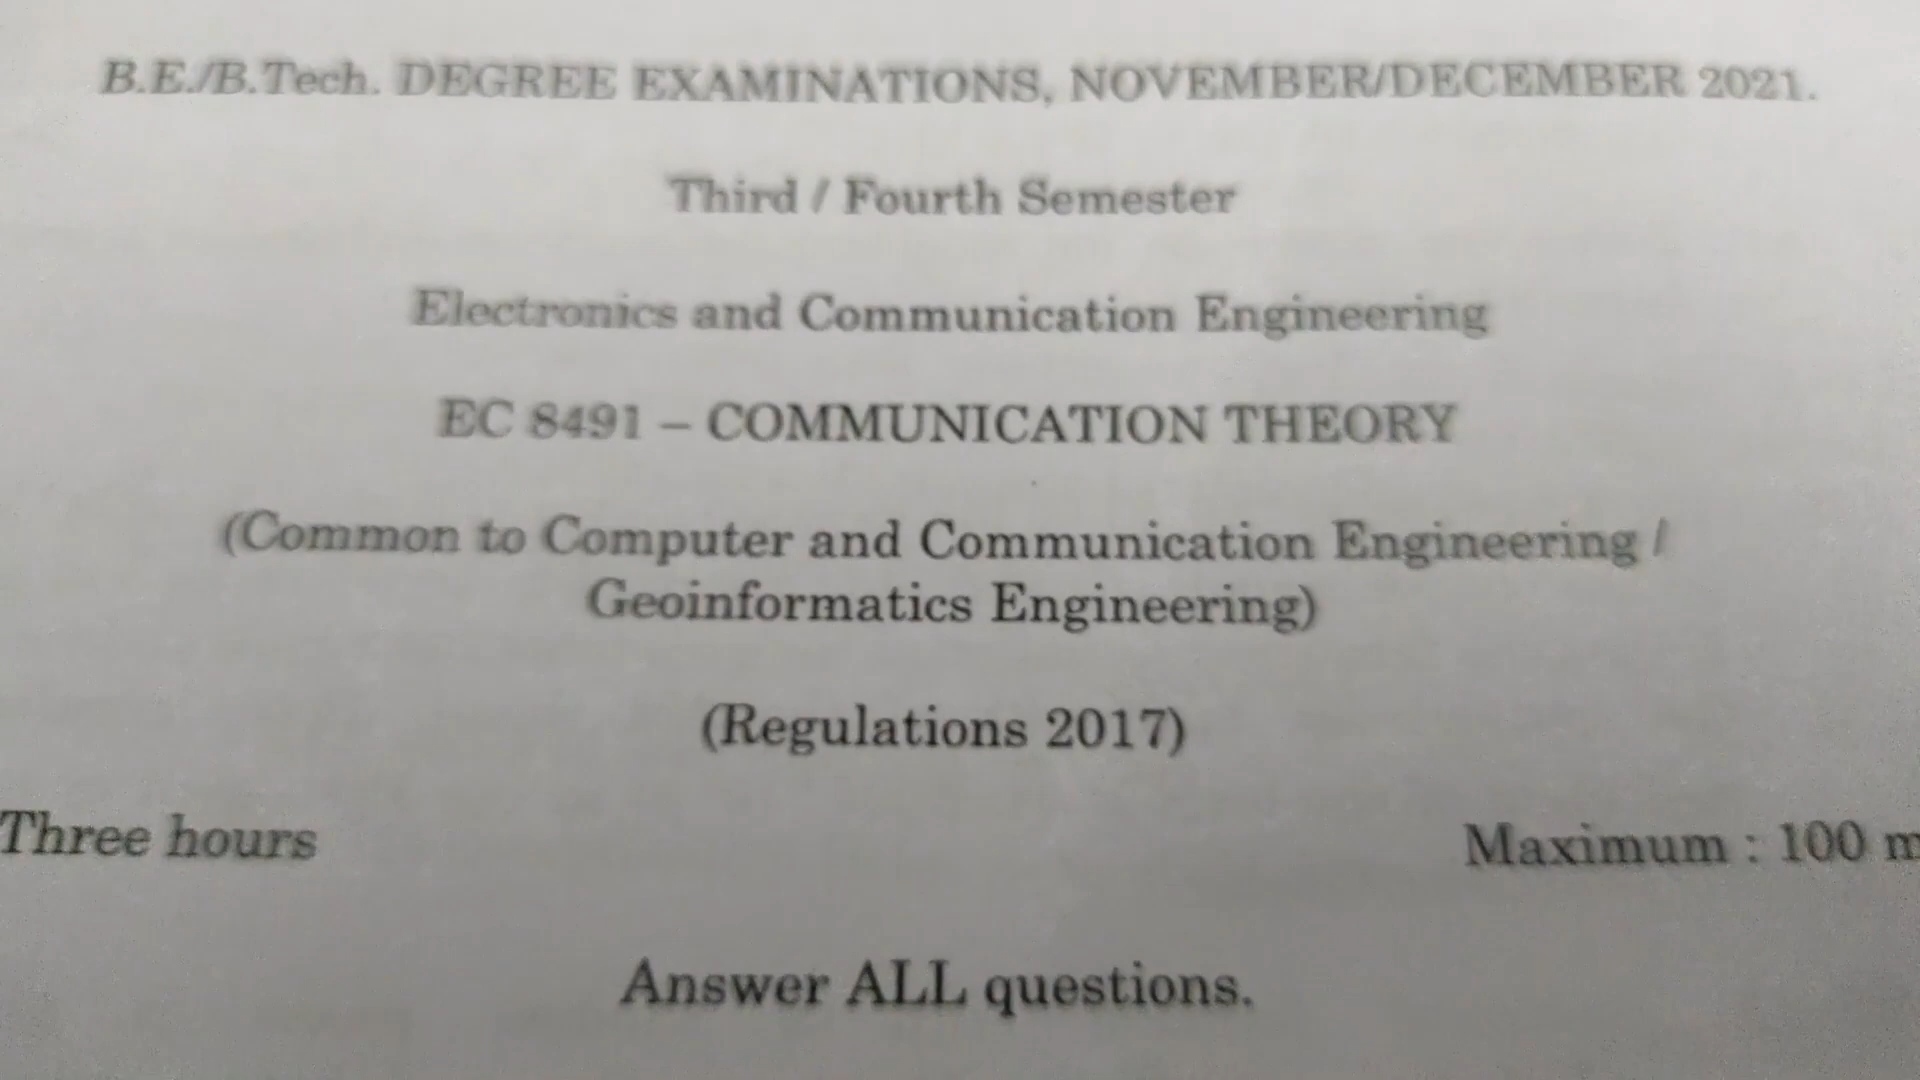 B.E./B.Tech. DEGREE EXAMINATIONS, NOVEMBER/DECEMBER 2021.
Third / Fourth Semester
Electronics and Communication Engineering
EC 8491 – COMMUNICATION THEORY
(Common to Computer and Communication Engineering /
Geoinformatics Engineering)
(Regulations 2017)
Three hours Maximum : 100 m
Answer ALL questions.